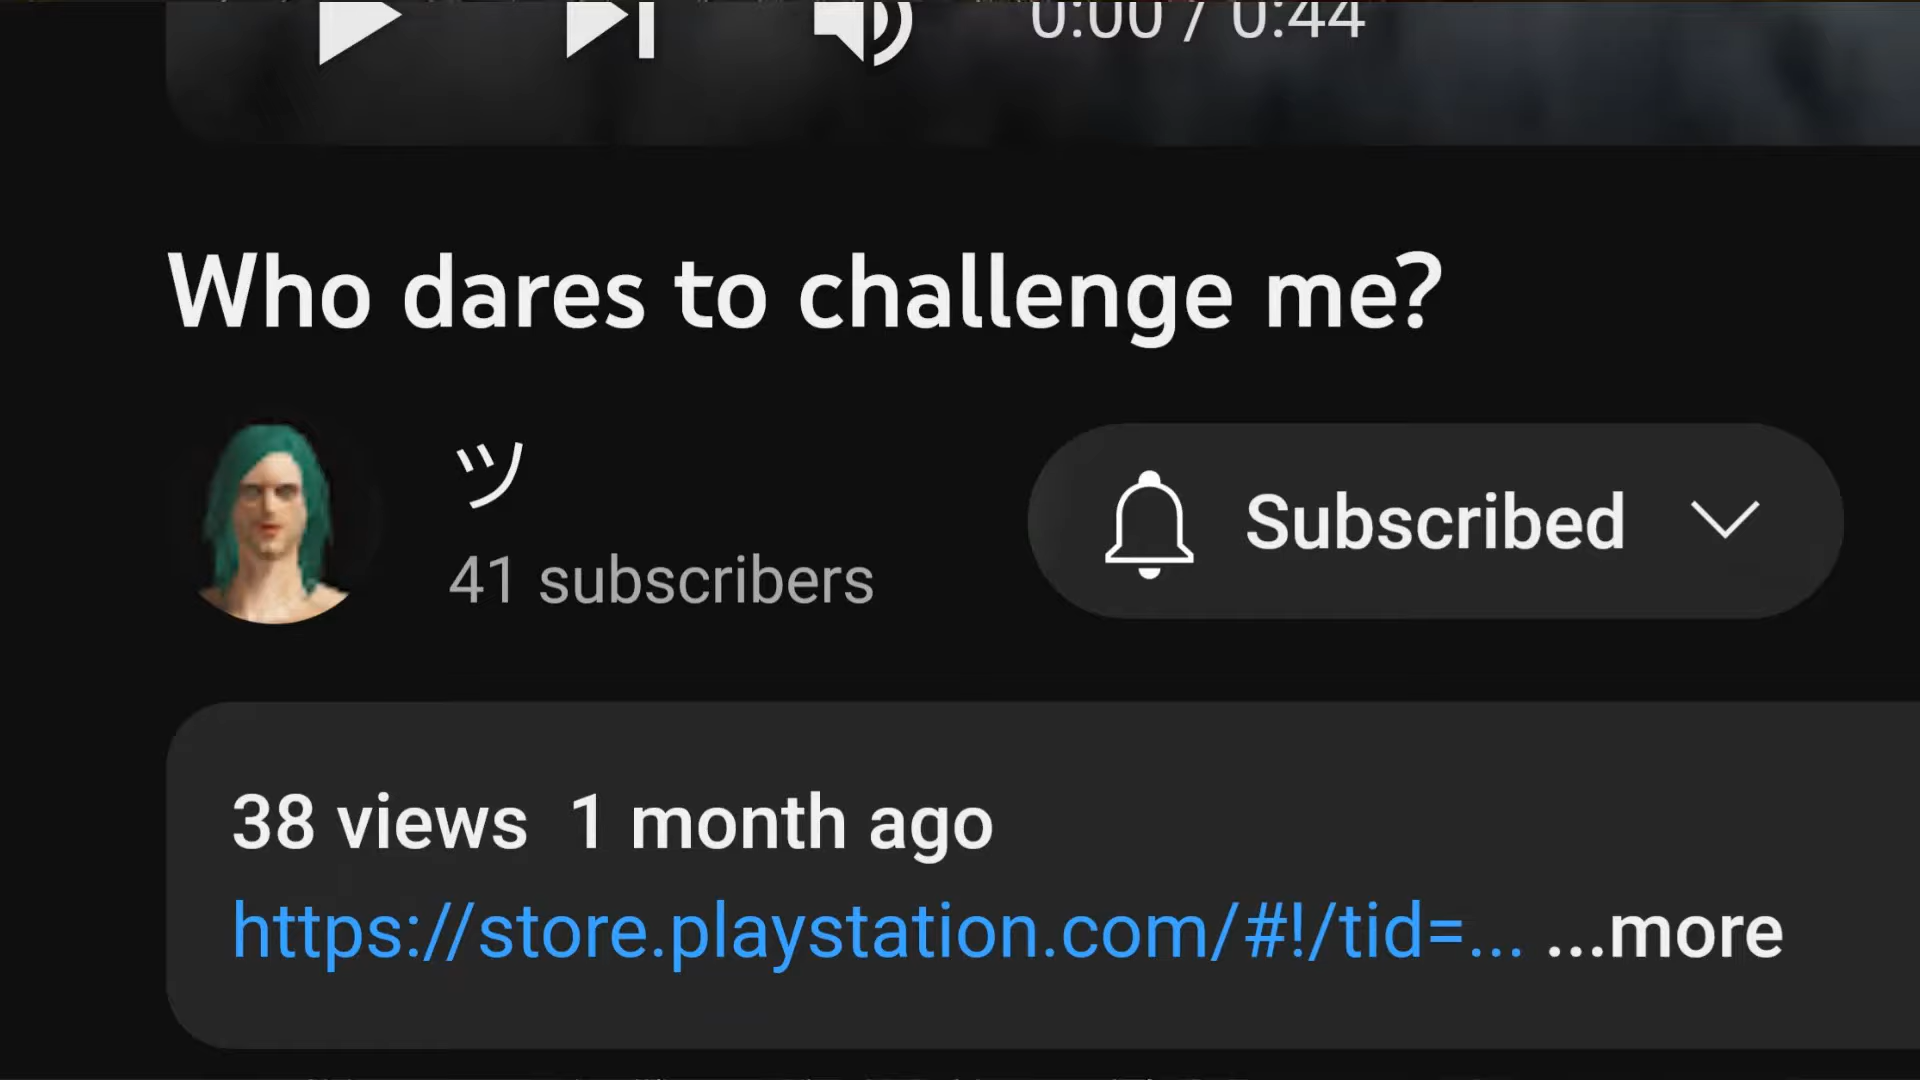 0:00 / 0:44
Who dares to challenge me?
ツ
41 subscribers
Subscribed
38 views 1 month ago
https://store.playstation.com/#!/tid=... ...more